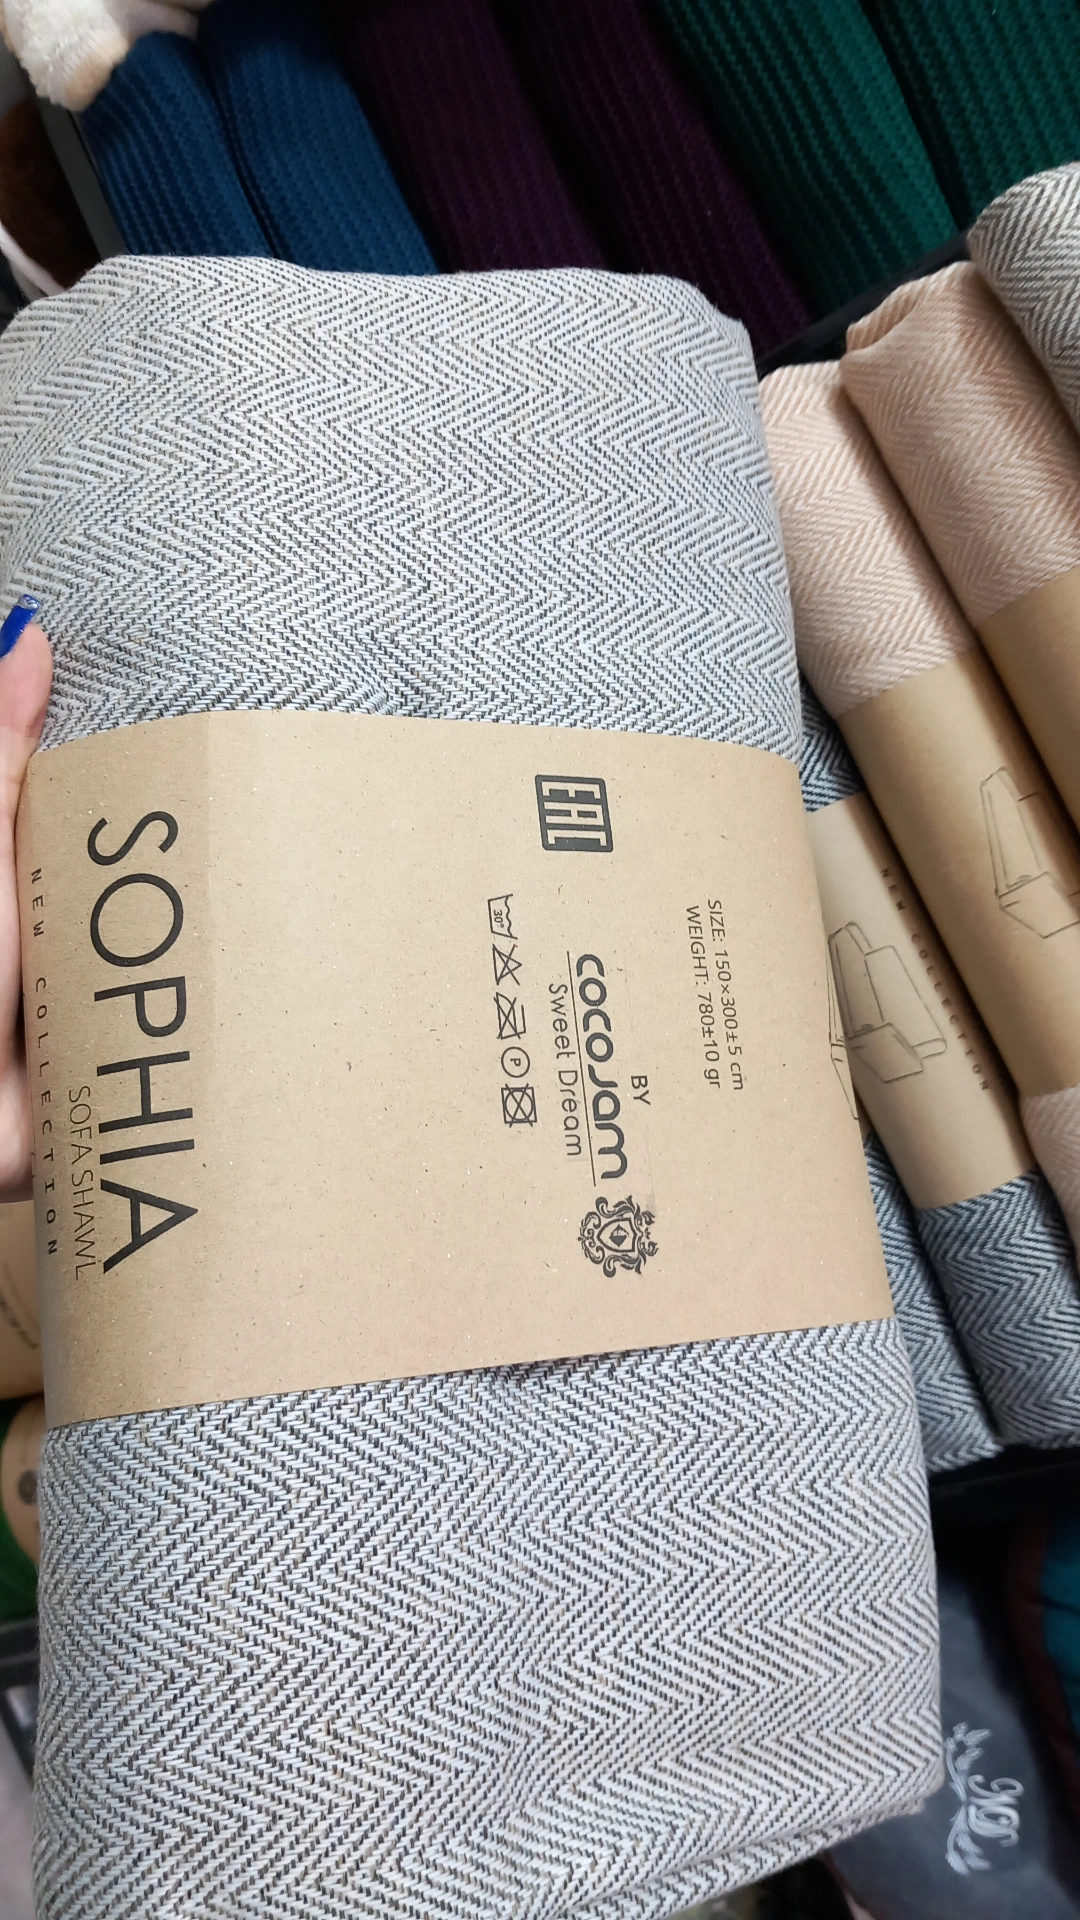 SOPHIA
SOFA SHAWL
NEW COLLECTION
EAC
30°
P
SIZE: 150×300±5 cm
WEIGHT: 780±10 gr
BY
COCOJAM
Sweet Dream
NEW COLLECTION